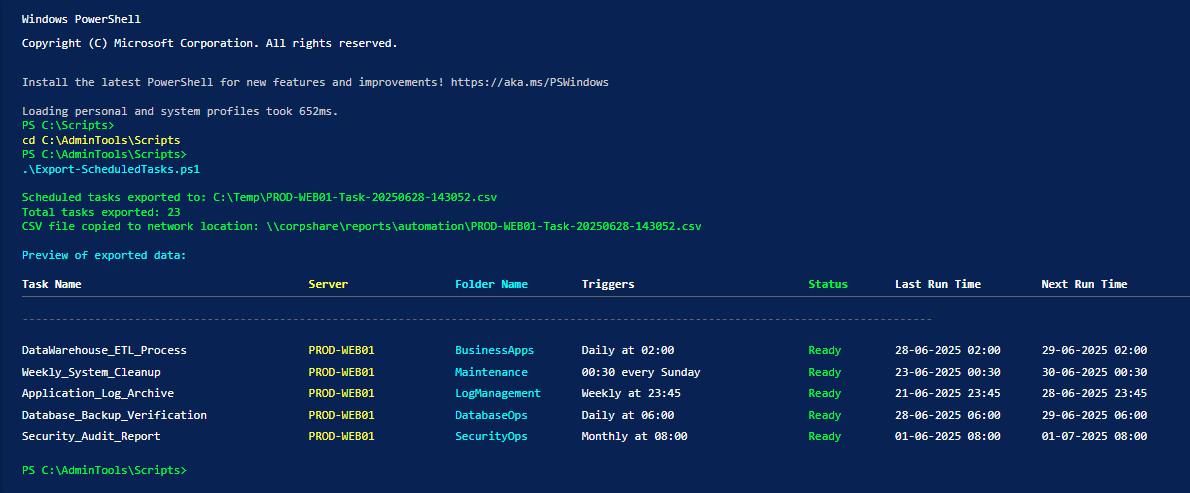 Windows PowerShell
Copyright (C) Microsoft Corporation. All rights reserved.
Install the latest PowerShell for new features and improvements! https://aka.ms/PSWindows
Loading personal and system profiles took 652ms.
PS C:\Scripts>
cd C:\AdminTools\Scripts
PS C:\AdminTools\Scripts>
.\Export-ScheduledTasks.ps1
Scheduled tasks exported to: C:\Temp\PROD-WEB01-Task-20250628-143052.csv
Total tasks exported: 23
CSV file copied to network location: \\corpshare\reports\automation\PROD-WEB01-Task-20250628-143052.csv
Preview of exported data:
Task Name Server Folder Name Triggers Status Last Run Time Next Run Time
DataWarehouse_ETL_Process PROD-WEB01 BusinessApps Daily at 02:00 Ready 28-06-2025 02:00 29-06-2025 02:00
Weekly_System_Cleanup PROD-WEB01 Maintenance 00:30 every Sunday Ready 23-06-2025 00:30 30-06-2025 00:30
Application_Log_Archive PROD-WEB01 LogManagement Weekly at 23:45 Ready 21-06-2025 23:45 28-06-2025 23:45
Database_Backup_Verification PROD-WEB01 DatabaseOps Daily at 06:00 Ready 28-06-2025 06:00 29-06-2025 06:00
Security_Audit_Report PROD-WEB01 SecurityOps Monthly at 08:00 Ready 01-06-2025 08:00 01-07-2025 08:00
PS C:\AdminTools\Scripts>